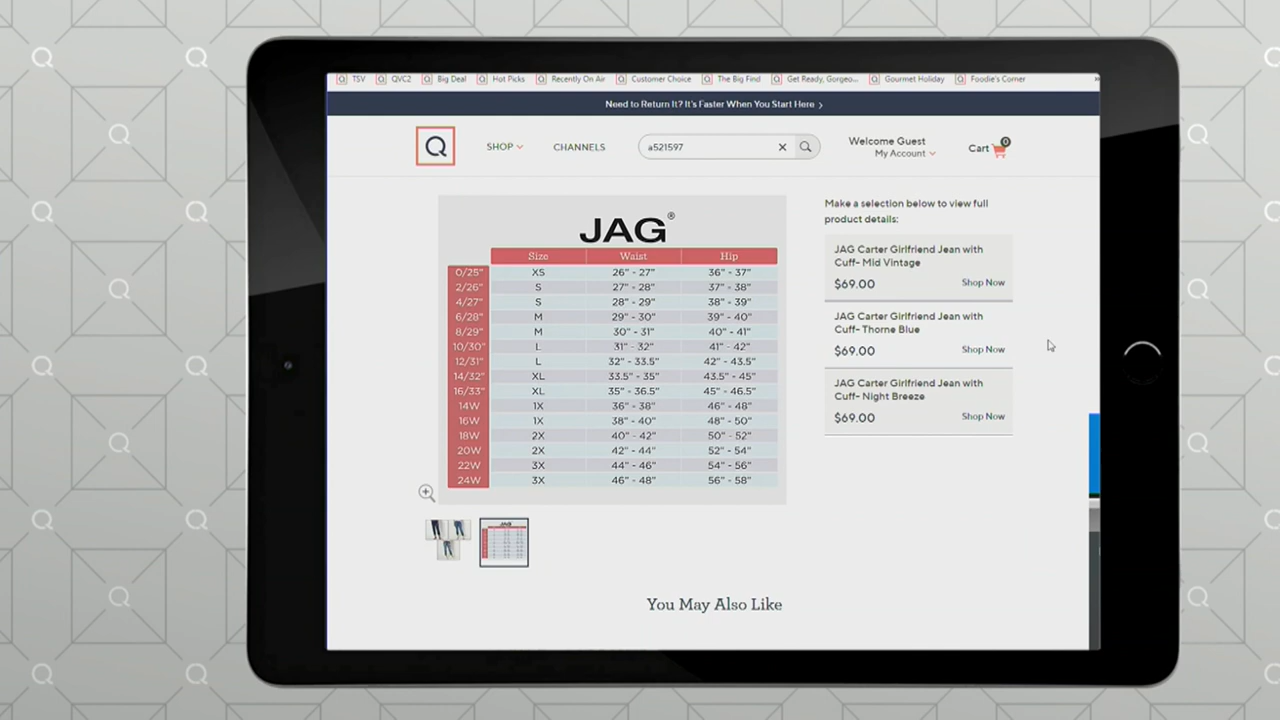 TSV QVC2 Big Deal Hot Picks Recently On Air Customer Choice The Big Find Get Ready, Gorgeo... Gourmet Holiday Foodie's Corner
Need to Return It? It's Faster When You Start Here >
Q SHOP CHANNELS a521597 Welcome Guest
My Account Cart 0
JAG®
Size Waist Hip
0/25" XS 26" - 27" 36" - 37"
2/26" S 27" - 28" 37" - 38"
4/27" S 28" - 29" 38" - 39"
6/28" M 29" - 30" 39" - 40"
8/29" M 30" - 31" 40" - 41"
10/30" L 31" - 32" 41" - 42"
12/31" L 32" - 33.5" 42" - 43.5"
14/32" XL 33.5" - 35" 43.5" - 45"
16/33" XL 35" - 36.5" 45" - 46.5"
14W 1X 36" - 38" 46" - 48"
16W 1X 38" - 40" 48" - 50"
18W 2X 40" - 42" 50" - 52"
20W 2X 42" - 44" 52" - 54"
22W 3X 44" - 46" 54" - 56"
24W 3X 46" - 48" 56" - 58"
Make a selection below to view full
product details:
JAG Carter Girlfriend Jean with
Cuff- Mid Vintage
$69.00 Shop Now
JAG Carter Girlfriend Jean with
Cuff- Thorne Blue
$69.00 Shop Now
JAG Carter Girlfriend Jean with
Cuff- Night Breeze
$69.00 Shop Now
JAG
You May Also Like